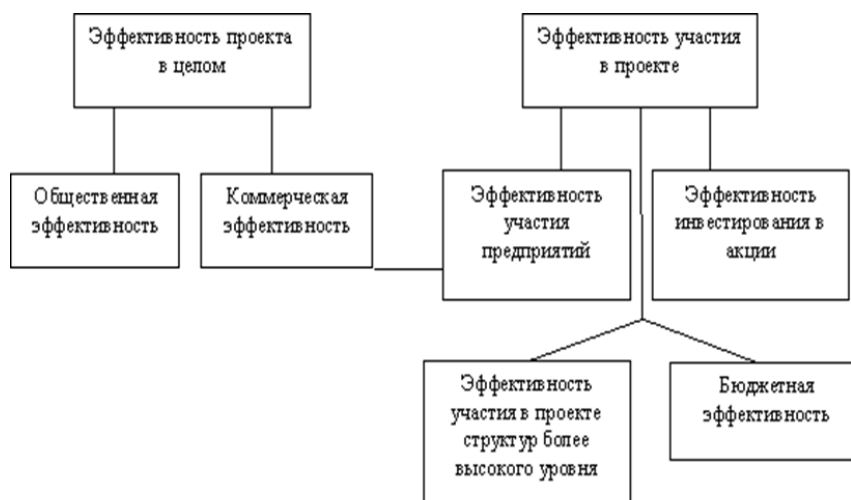 Эффективность проекта
в целом
Эффективность участия
в проекте
Общественная
эффективность
Коммерческая
эффективность
Эффективность
участия
предприятий
Эффективность
инвестирования в
акции
Эффективность
участия в проекте
структур более
высокого уровня
Бюджетная
эффективность